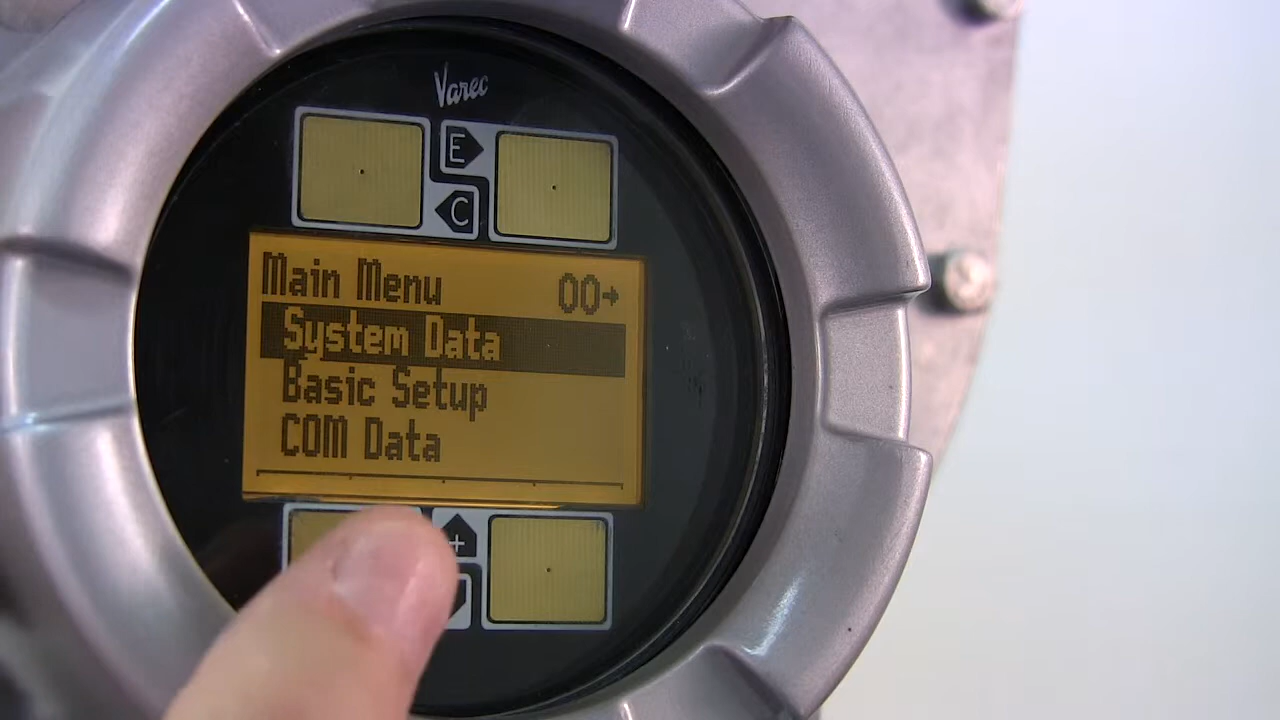 Varec
E
C
Main Menu 00→
System Data
Basic Setup
COM Data
+